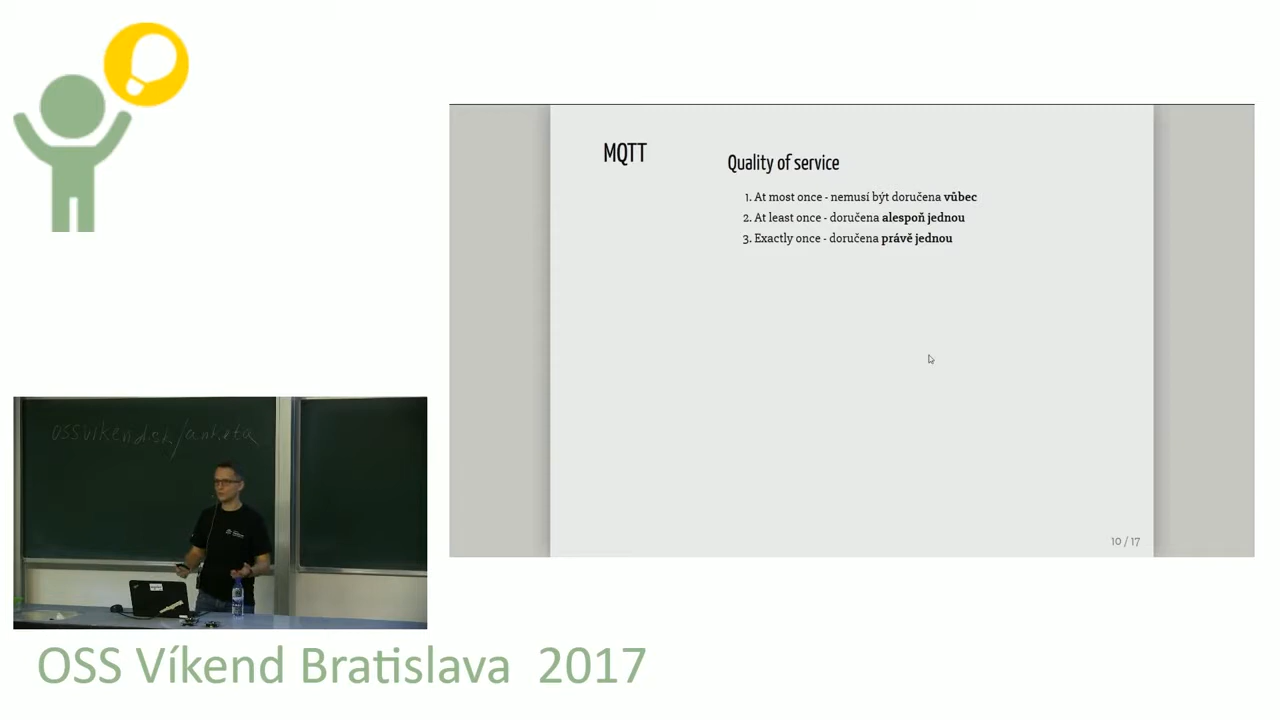 MQTT
Quality of service
1. At most once - nemusí být doručena vůbec
2. At least once - doručena alespoň jednou
3. Exactly once - doručena právě jednou
10 / 17
ossvikend.sk/anketa
OSS Víkend Bratislava 2017